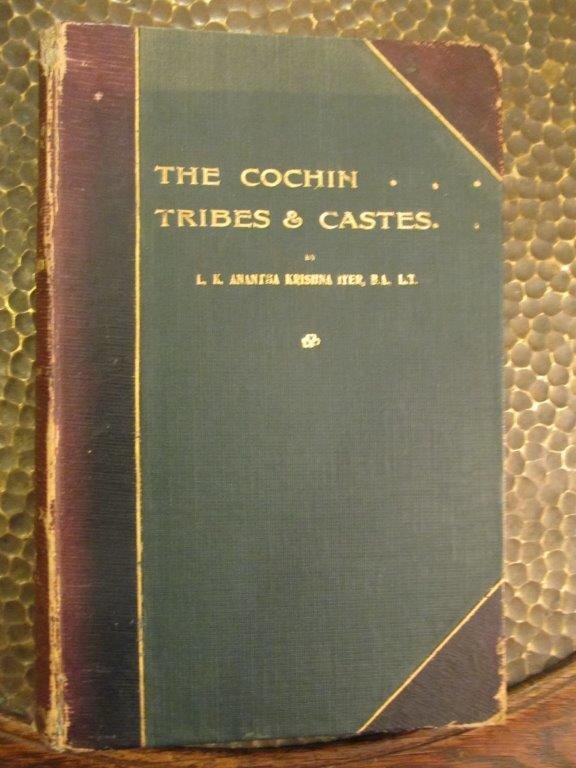 THE COCHIN . . .
TRIBES & CASTES. .
BY
L. K. ANANTHA KRISHNA IYER, B.A. L.T.